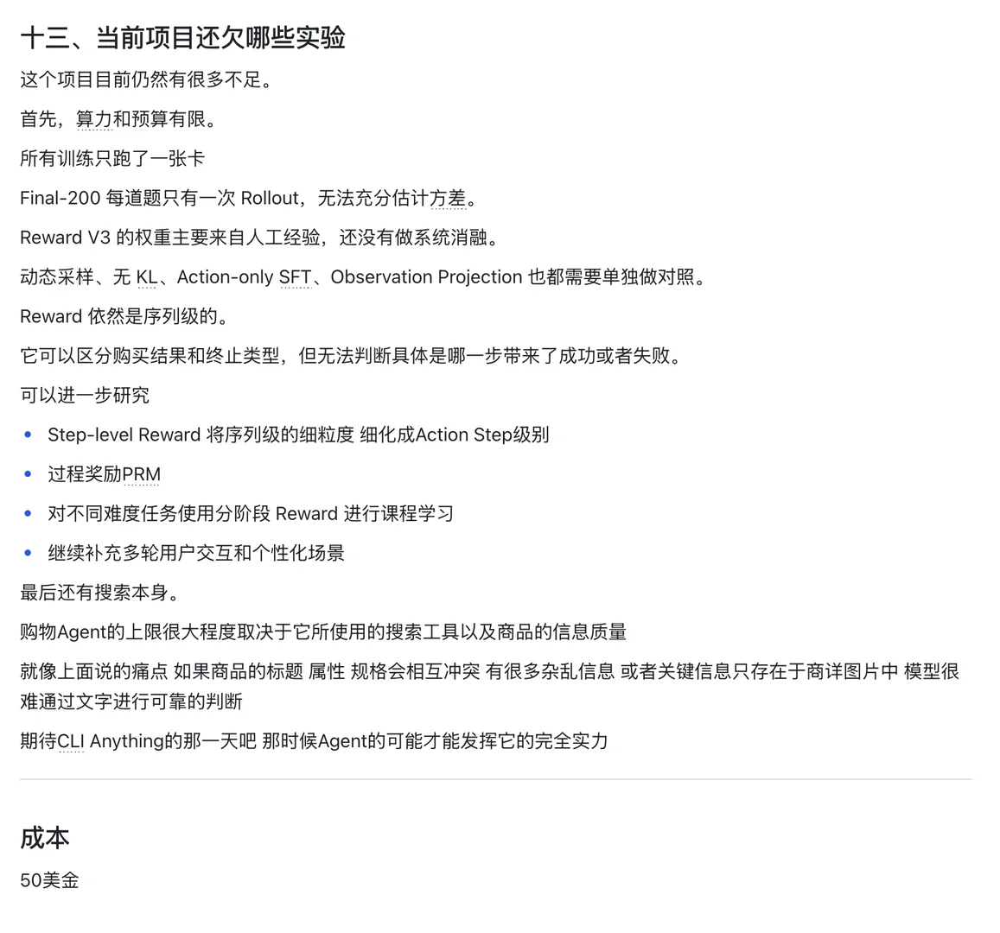 十三、当前项目还欠哪些实验
这个项目目前仍然有很多不足。
首先，算力和预算有限。
所有训练只跑了一张卡
Final-200 每道题只有一次 Rollout，无法充分估计方差。
Reward V3 的权重主要来自人工经验，还没有做系统消融。
动态采样、无 KL、Action-only SFT、Observation Projection 也都需要单独做对照。
Reward 依然是序列级的。
它可以区分购买结果和终止类型，但无法判断具体是哪一步带来了成功或者失败。
可以进一步研究
• Step-level Reward 将序列级的细粒度 细化成Action Step级别
• 过程奖励PRM
• 对不同难度任务使用分阶段 Reward 进行课程学习
• 继续补充多轮用户交互和个性化场景
最后还有搜索本身。
购物Agent的上限很大程度取决于它所使用的搜索工具以及商品的信息质量
就像上面说的痛点 如果商品的标题 属性 规格会相互冲突 有很多杂乱信息 或者关键信息只存在于商详图片中 模型很
难通过文字进行可靠的判断
期待CLI Anything的那一天吧 那时候Agent的可能才能发挥它的完全实力
成本
50美金